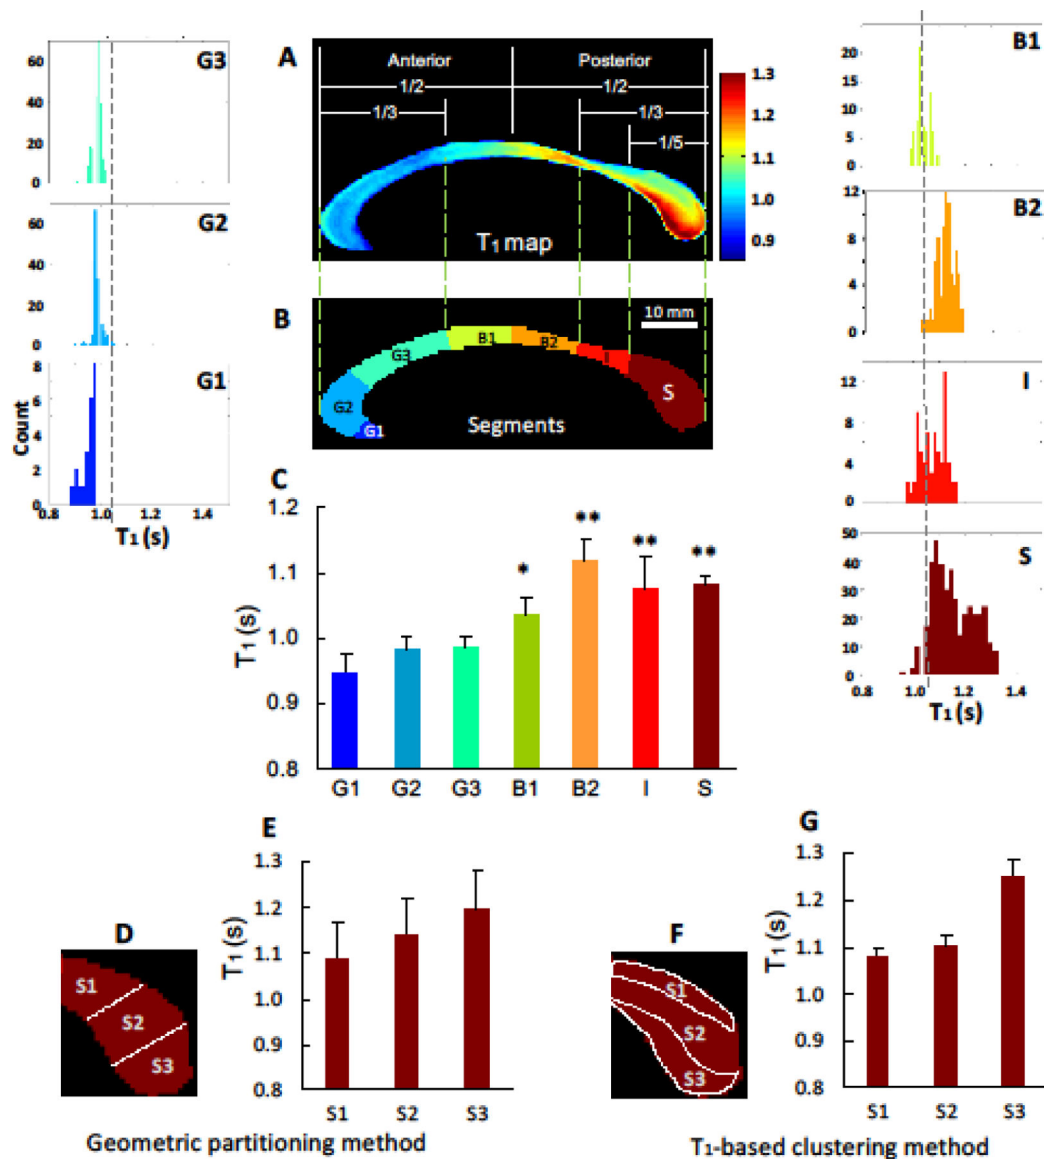 G3
60
40
20
0
G2
60
40
20
0
G1
8
6
4
2
0
Count
0.8 1.0 1.2 1.4
T1 (s)
A
Anterior Posterior
1/2 1/2
1/3 1/3
1/5
T1 map
1.3
1.2
1.1
1.0
0.9
B
10 mm
G3 B1 B2 I
G2 S
G1
Segments
B1
20
15
10
5
0
B2
12
8
4
0
I
12
8
4
0
S
50
40
30
20
10
0
0.8 1.0 1.2 1.4
T1 (s)
C
1.2
1.1
1.0
0.9
0.8
T1 (s)
* ** ** **
G1 G2 G3 B1 B2 I S
D
S1
S2
S3
E
1.3
1.2
1.1
1.0
0.9
0.8
T1 (s)
S1 S2 S3
Geometric partitioning method
F
S1
S2
S3
G
1.3
1.2
1.1
1.0
0.9
0.8
T1 (s)
S1 S2 S3
T1-based clustering method